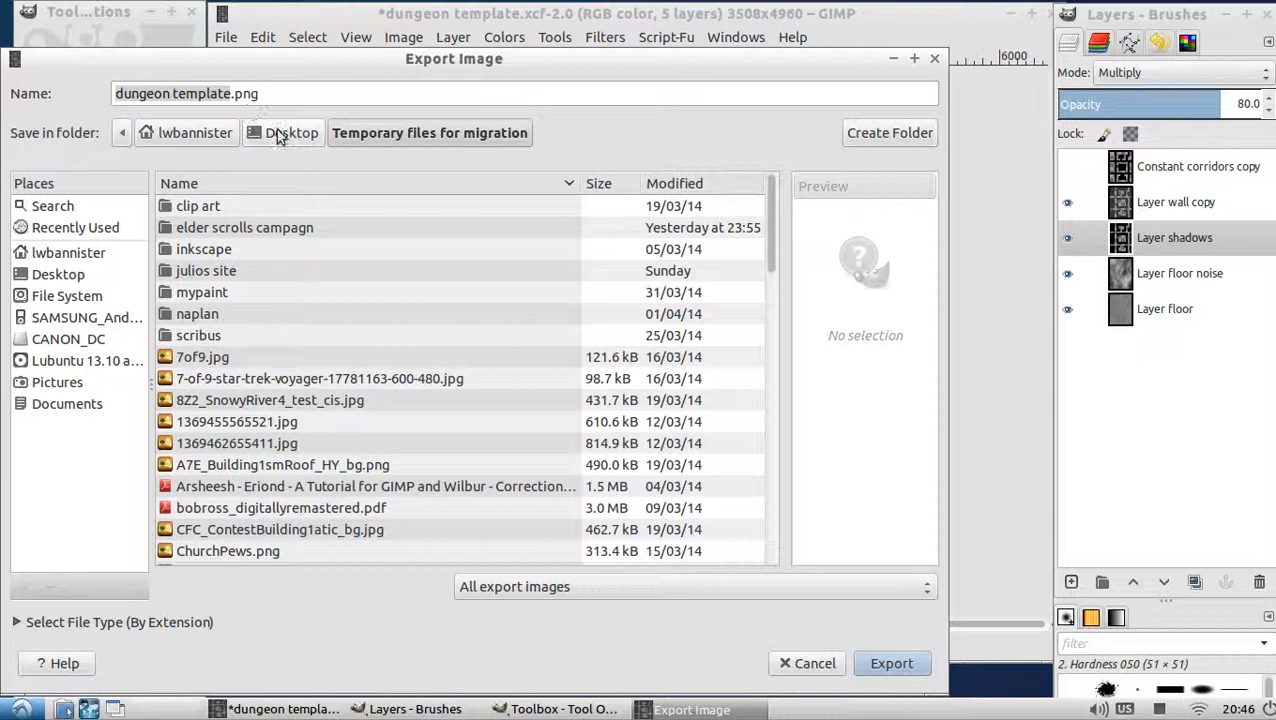 Tool...tions
*dungeon template.xcf-2.0 (RGB color, 5 layers) 3508x4960 – GIMP
Layers - Brushes
File Edit Select View Image Layer Colors Tools Filters Script-Fu Windows Help
Export Image
6000
Mode: Multiply
Name: dungeon template.png
Opacity 80.0
Save in folder: lwbannister Desktop Temporary files for migration Create Folder
Lock:
Places
Search
Recently Used
lwbannister
Desktop
File System
SAMSUNG_And...
CANON_DC
Lubuntu 13.10 a...
Pictures
Documents
Name Size Modified
clip art 19/03/14
elder scrolls campagn Yesterday at 23:55
inkscape 05/03/14
julios site Sunday
mypaint 31/03/14
naplan 01/04/14
scribus 25/03/14
7of9.jpg 121.6 kB 16/03/14
7-of-9-star-trek-voyager-17781163-600-480.jpg 98.7 kB 16/03/14
8Z2_SnowyRiver4_test_cis.jpg 431.7 kB 19/03/14
1369455565521.jpg 610.6 kB 12/03/14
1369462655411.jpg 814.9 kB 12/03/14
A7E_Building1smRoof_HY_bg.png 490.0 kB 19/03/14
Arsheesh - Eriond - A Tutorial for GIMP and Wilbur - Correction... 1.5 MB 04/03/14
bobross_digitallyremastered.pdf 3.0 MB 09/03/14
CFC_ContestBuilding1atic_bg.jpg 462.7 kB 19/03/14
ChurchPews.png 313.4 kB 15/03/14
Preview
No selection
Constant corridors copy
Layer wall copy
Layer shadows
Layer floor noise
Layer floor
All export images
Select File Type (By Extension)
Help Cancel Export
filter
2. Hardness 050 (51 × 51)
*dungeon templa... Layers - Brushes Toolbox - Tool O... Export Image US 20:46